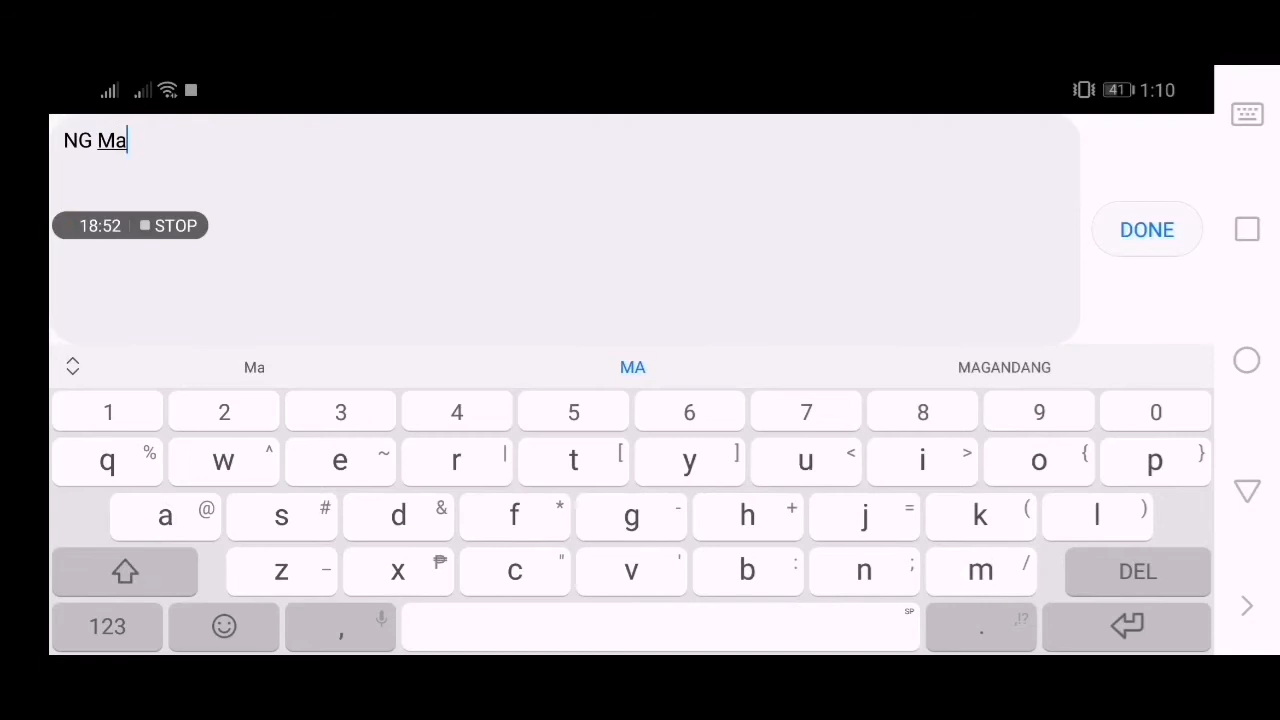 41 1:10
NG Ma
18:52 STOP
DONE
Ma MA MAGANDANG
1 2 3 4 5 6 7 8 9 0
q % w ^ e ~ r | t [ y ] u < i > o { p }
a @ s # d & f * g - h + j = k ( l )
z _ x ₱ c " v ' b : n ; m / DEL
123 , SP . ,!?